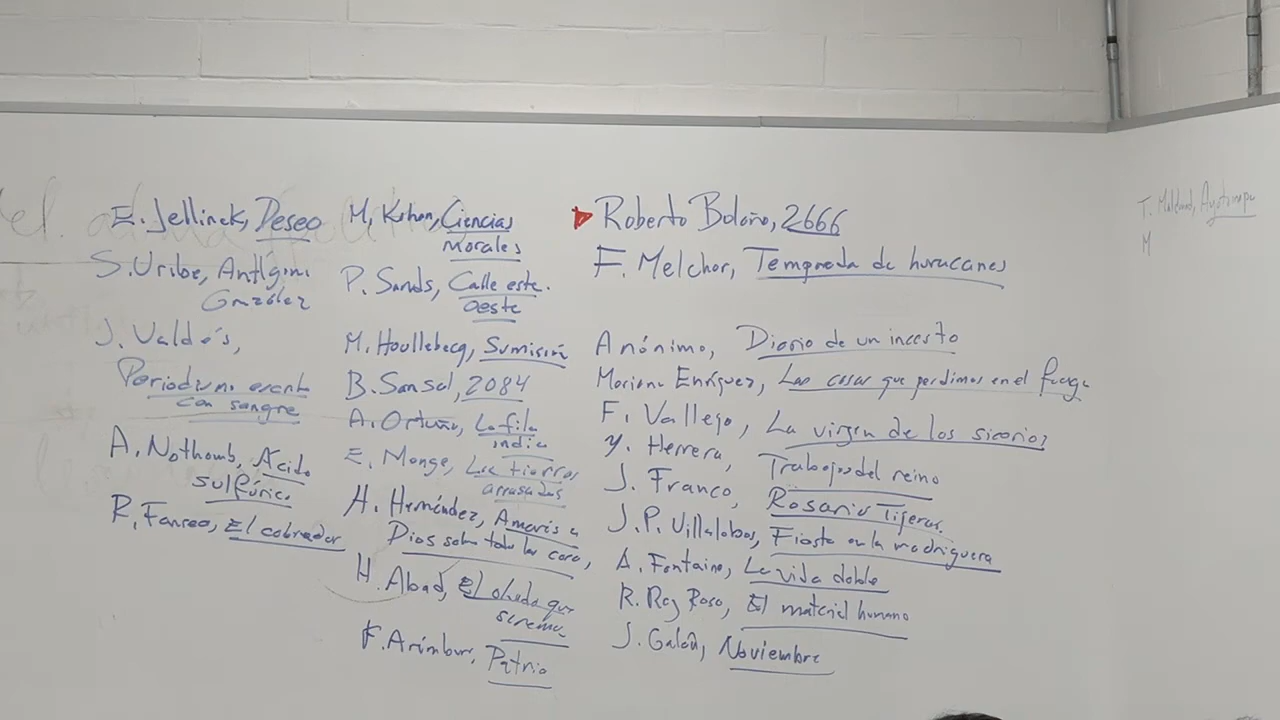 E. Jellinek, Deseo
S. Uribe, Antígona
González
J. Valdés,
Periodismo escrito
con sangre
A. Nothomb, Ácido
sulfúrico
R. Fonseca, El cobrador
M. Kohan, Ciencias
morales
P. Sands, Calle este.
oeste
M. Houllebecq, Sumisión
B. Sansal, 2084
A. Ortuño, La fila
india
E. Monge, Las tierras
arrasadas
H. Hernández, Amarás a
Dios sobre todas las cosas,
H. Abad, El olvido que
seremos
F. Aramburu, Patria
Roberto Bolaño, 2666
F. Melchor, Temporada de huracanes
Anónimo, Diario de un incesto
Mariana Enríquez, Las cosas que perdimos en el fuego
F. Vallejo, La virgen de los sicarios
Y. Herrera, Trabajos del reino
J. Franco, Rosario Tijeras
J.P. Villalobos, Fiesta en la madriguera
A. Fontaine, La vida doble
R. Rey Rosa, El material humano
J. Galán, Noviembre
T.
M